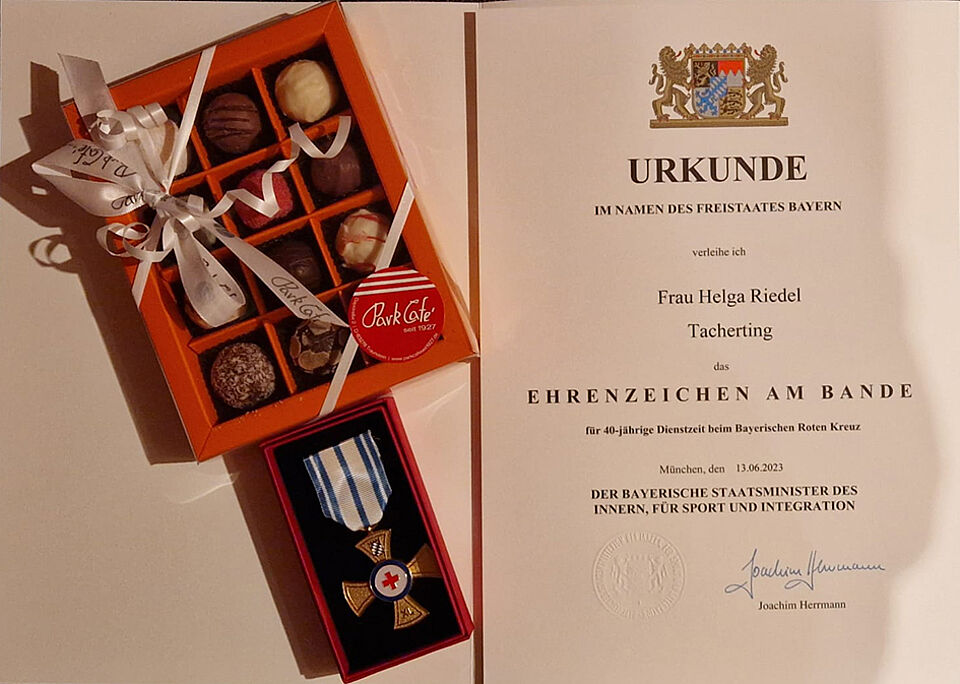 Park Café
Park Café
seit 1927
URKUNDE
IM NAMEN DES FREISTAATES BAYERN
verleihe ich
Frau Helga Riedel
Tacherting
das
EHRENZEICHEN AM BANDE
für 40-jährige Dienstzeit beim Bayerischen Roten Kreuz
München, den 13.06.2023
DER BAYERISCHE STAATSMINISTER DES
INNERN, FÜR SPORT UND INTEGRATION
Joachim Herrmann
Joachim Herrmann